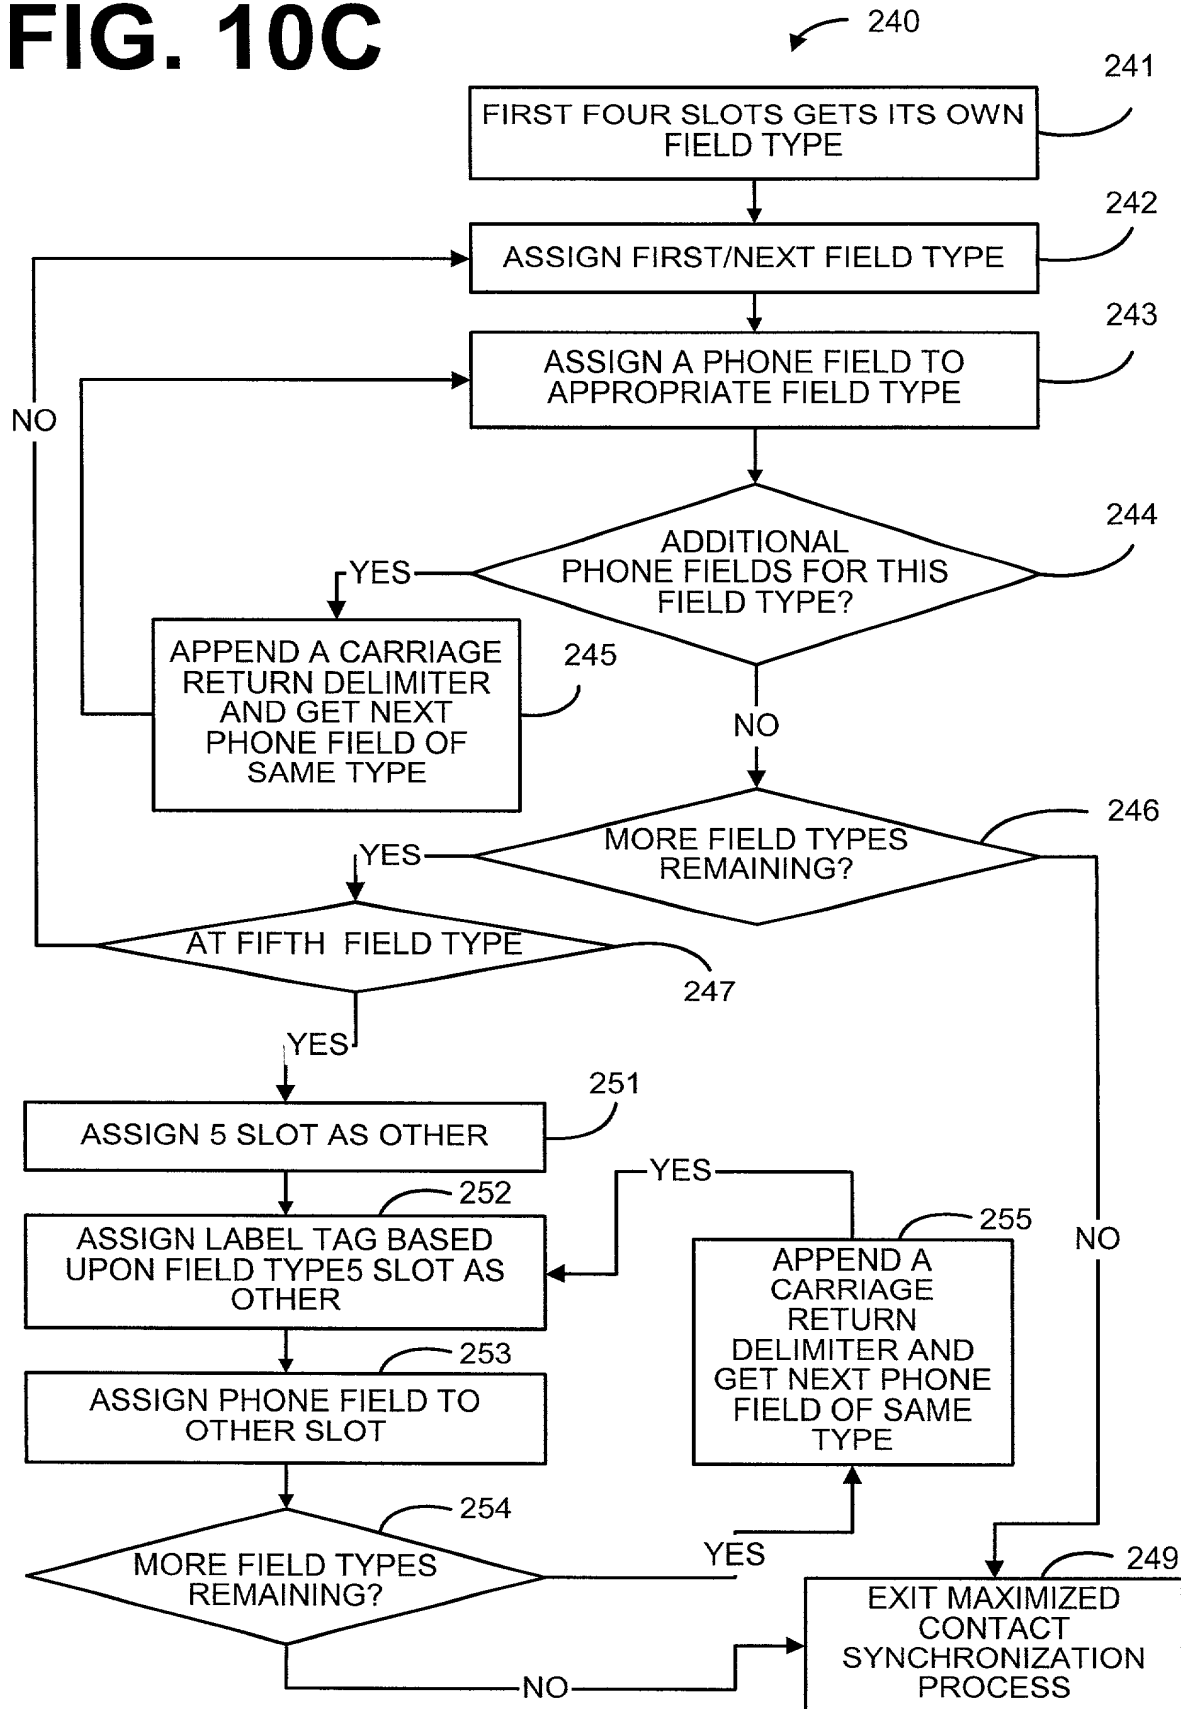 FIG. 10C
240
241
FIRST FOUR SLOTS GETS ITS OWN
FIELD TYPE
242
ASSIGN FIRST/NEXT FIELD TYPE
243
ASSIGN A PHONE FIELD TO
APPROPRIATE FIELD TYPE
NO
244
ADDITIONAL
PHONE FIELDS FOR THIS
FIELD TYPE?
YES
245
APPEND A CARRIAGE
RETURN DELIMITER
AND GET NEXT
PHONE FIELD OF
SAME TYPE
NO
246
MORE FIELD TYPES
REMAINING?
YES
AT FIFTH FIELD TYPE
247
YES
251
ASSIGN 5 SLOT AS OTHER
YES
252
ASSIGN LABEL TAG BASED
UPON FIELD TYPE5 SLOT AS
OTHER
255
APPEND A
CARRIAGE
RETURN
DELIMITER AND
GET NEXT PHONE
FIELD OF SAME
TYPE
NO
253
ASSIGN PHONE FIELD TO
OTHER SLOT
254
MORE FIELD TYPES
REMAINING?
YES
249
EXIT MAXIMIZED
CONTACT
SYNCHRONIZATION
PROCESS
NO